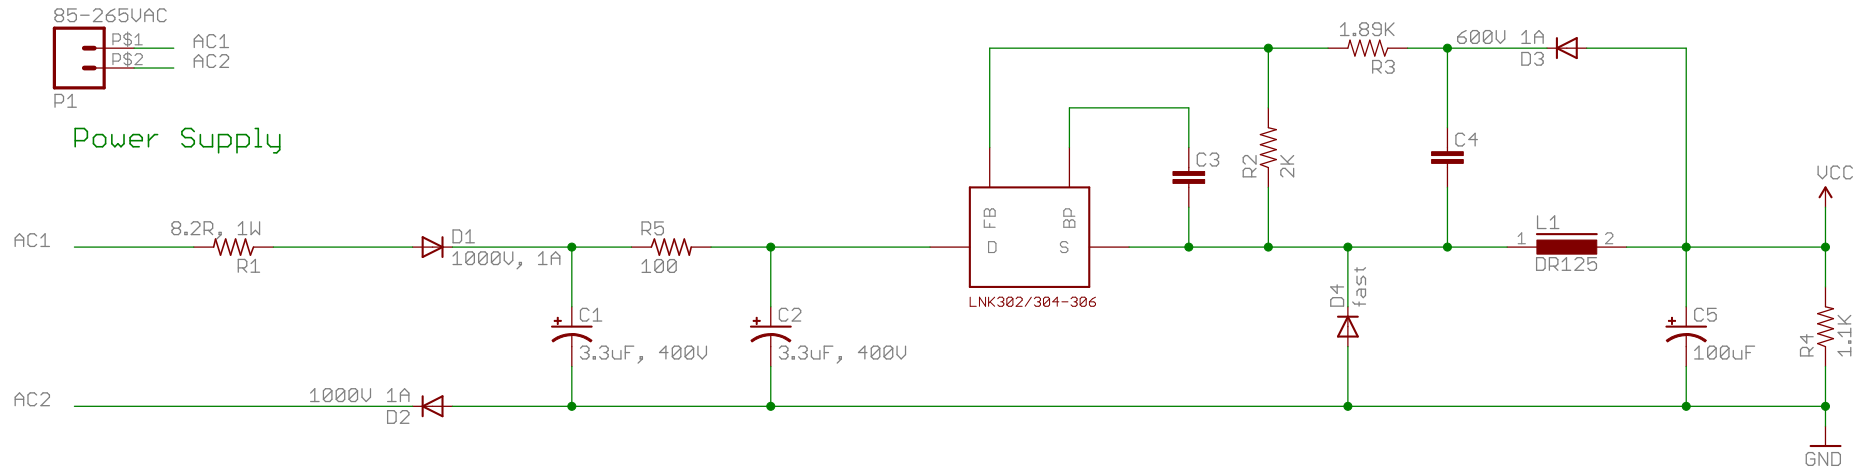 85-265VAC
P$1 AC1
P$2 AC2
P1
Power Supply
1.89K
R3
600V 1A
D3
C3
R2
2K
C4
VCC
AC1
8.2R, 1W
R1
D1
1000V, 1A
R5
100
FB
BP
D
S
LNK302/304-306
D4
fast
L1
1 2
DR125
C1
3.3uF, 400V
C2
3.3uF, 400V
C5
100uF
R4
1.1K
AC2
1000V 1A
D2
GND